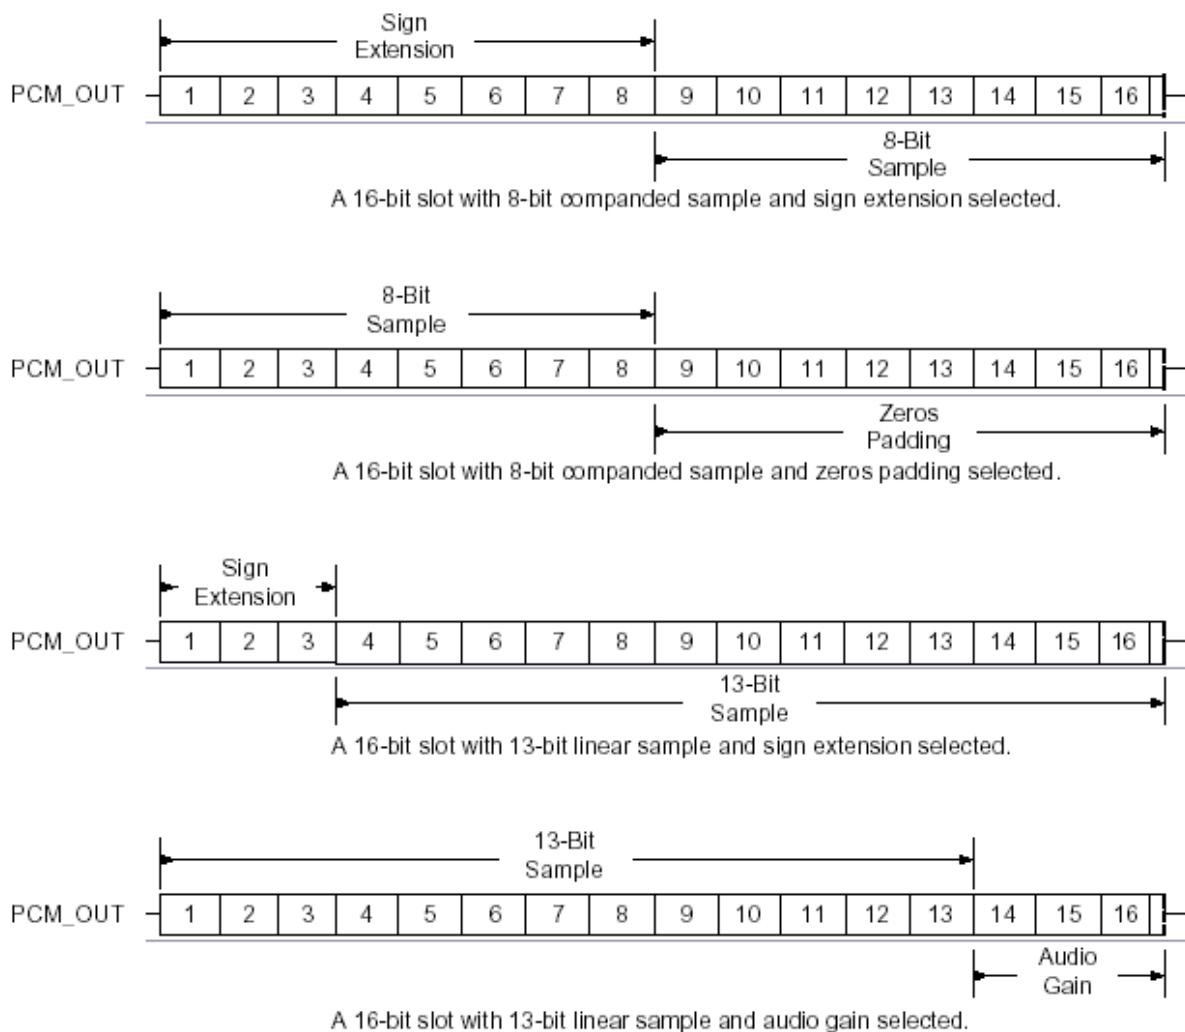 Sign
Extension
PCM_OUT 1 2 3 4 5 6 7 8 9 10 11 12 13 14 15 16
8-Bit
Sample
A 16-bit slot with 8-bit companded sample and sign extension selected.
8-Bit
Sample
PCM_OUT 1 2 3 4 5 6 7 8 9 10 11 12 13 14 15 16
Zeros
Padding
A 16-bit slot with 8-bit companded sample and zeros padding selected.
Sign
Extension
PCM_OUT 1 2 3 4 5 6 7 8 9 10 11 12 13 14 15 16
13-Bit
Sample
A 16-bit slot with 13-bit linear sample and sign extension selected.
13-Bit
Sample
PCM_OUT 1 2 3 4 5 6 7 8 9 10 11 12 13 14 15 16
Audio
Gain
A 16-bit slot with 13-bit linear sample and audio gain selected.